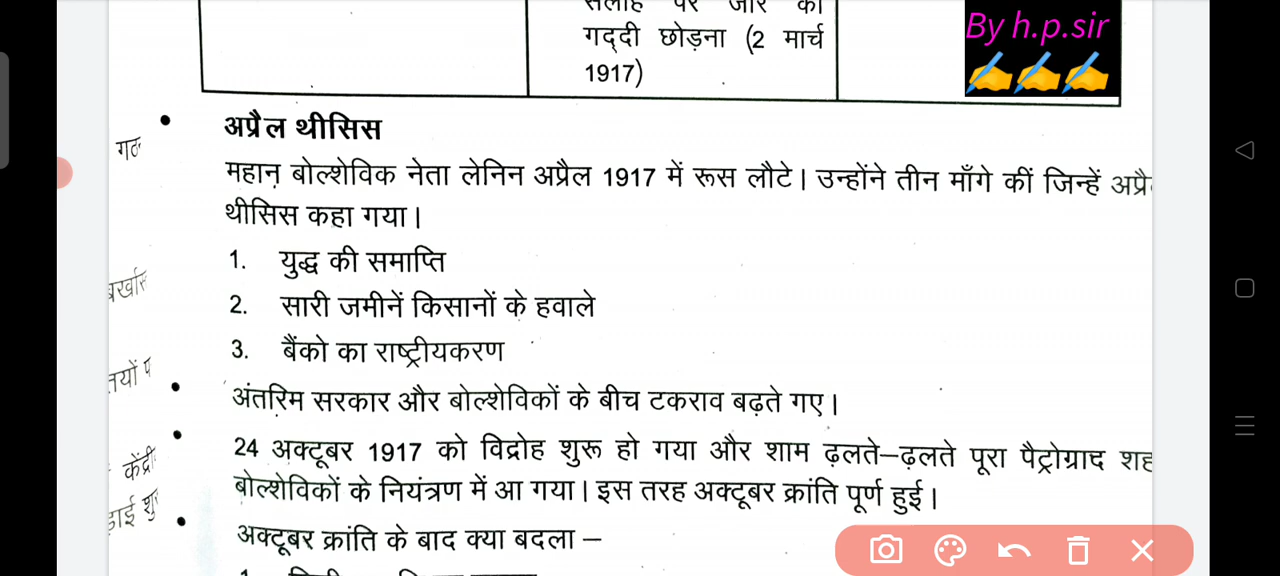 सलाह पर जार का
गद्दी छोड़ना (2 मार्च
1917)
By h.p.sir
अप्रैल थीसिस
महान बोल्शेविक नेता लेनिन अप्रैल 1917 में रूस लौटे। उन्होंने तीन माँगे कीं जिन्हें
थीसिस कहा गया।
1. युद्ध की समाप्ति
2. सारी जमीनें किसानों के हवाले
3. बैंको का राष्ट्रीयकरण
अंतरिम सरकार और बोल्शेविकों के बीच टकराव बढ़ते गए।
24 अक्टूबर 1917 को विद्रोह शुरू हो गया और शाम ढ़लते–ढ़लते पूरा पैट्रोग्राद
बोल्शेविकों के नियंत्रण में आ गया। इस तरह अक्टूबर क्रांति पूर्ण हुई।
अक्टूबर क्रांति के बाद क्या बदला –